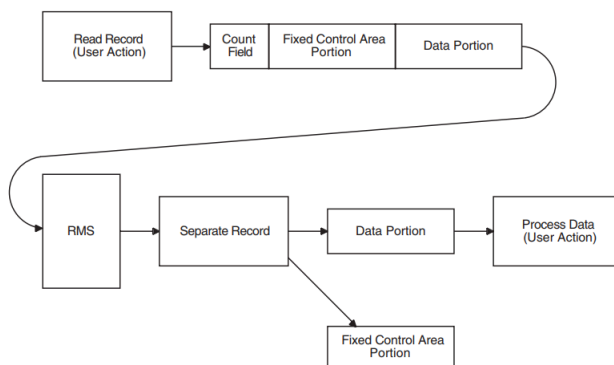 Read Record
(User Action)
Count
Field
Fixed Control Area
Portion
Data Portion
RMS
Separate Record
Data Portion
Process Data
(User Action)
Fixed Control Area
Portion